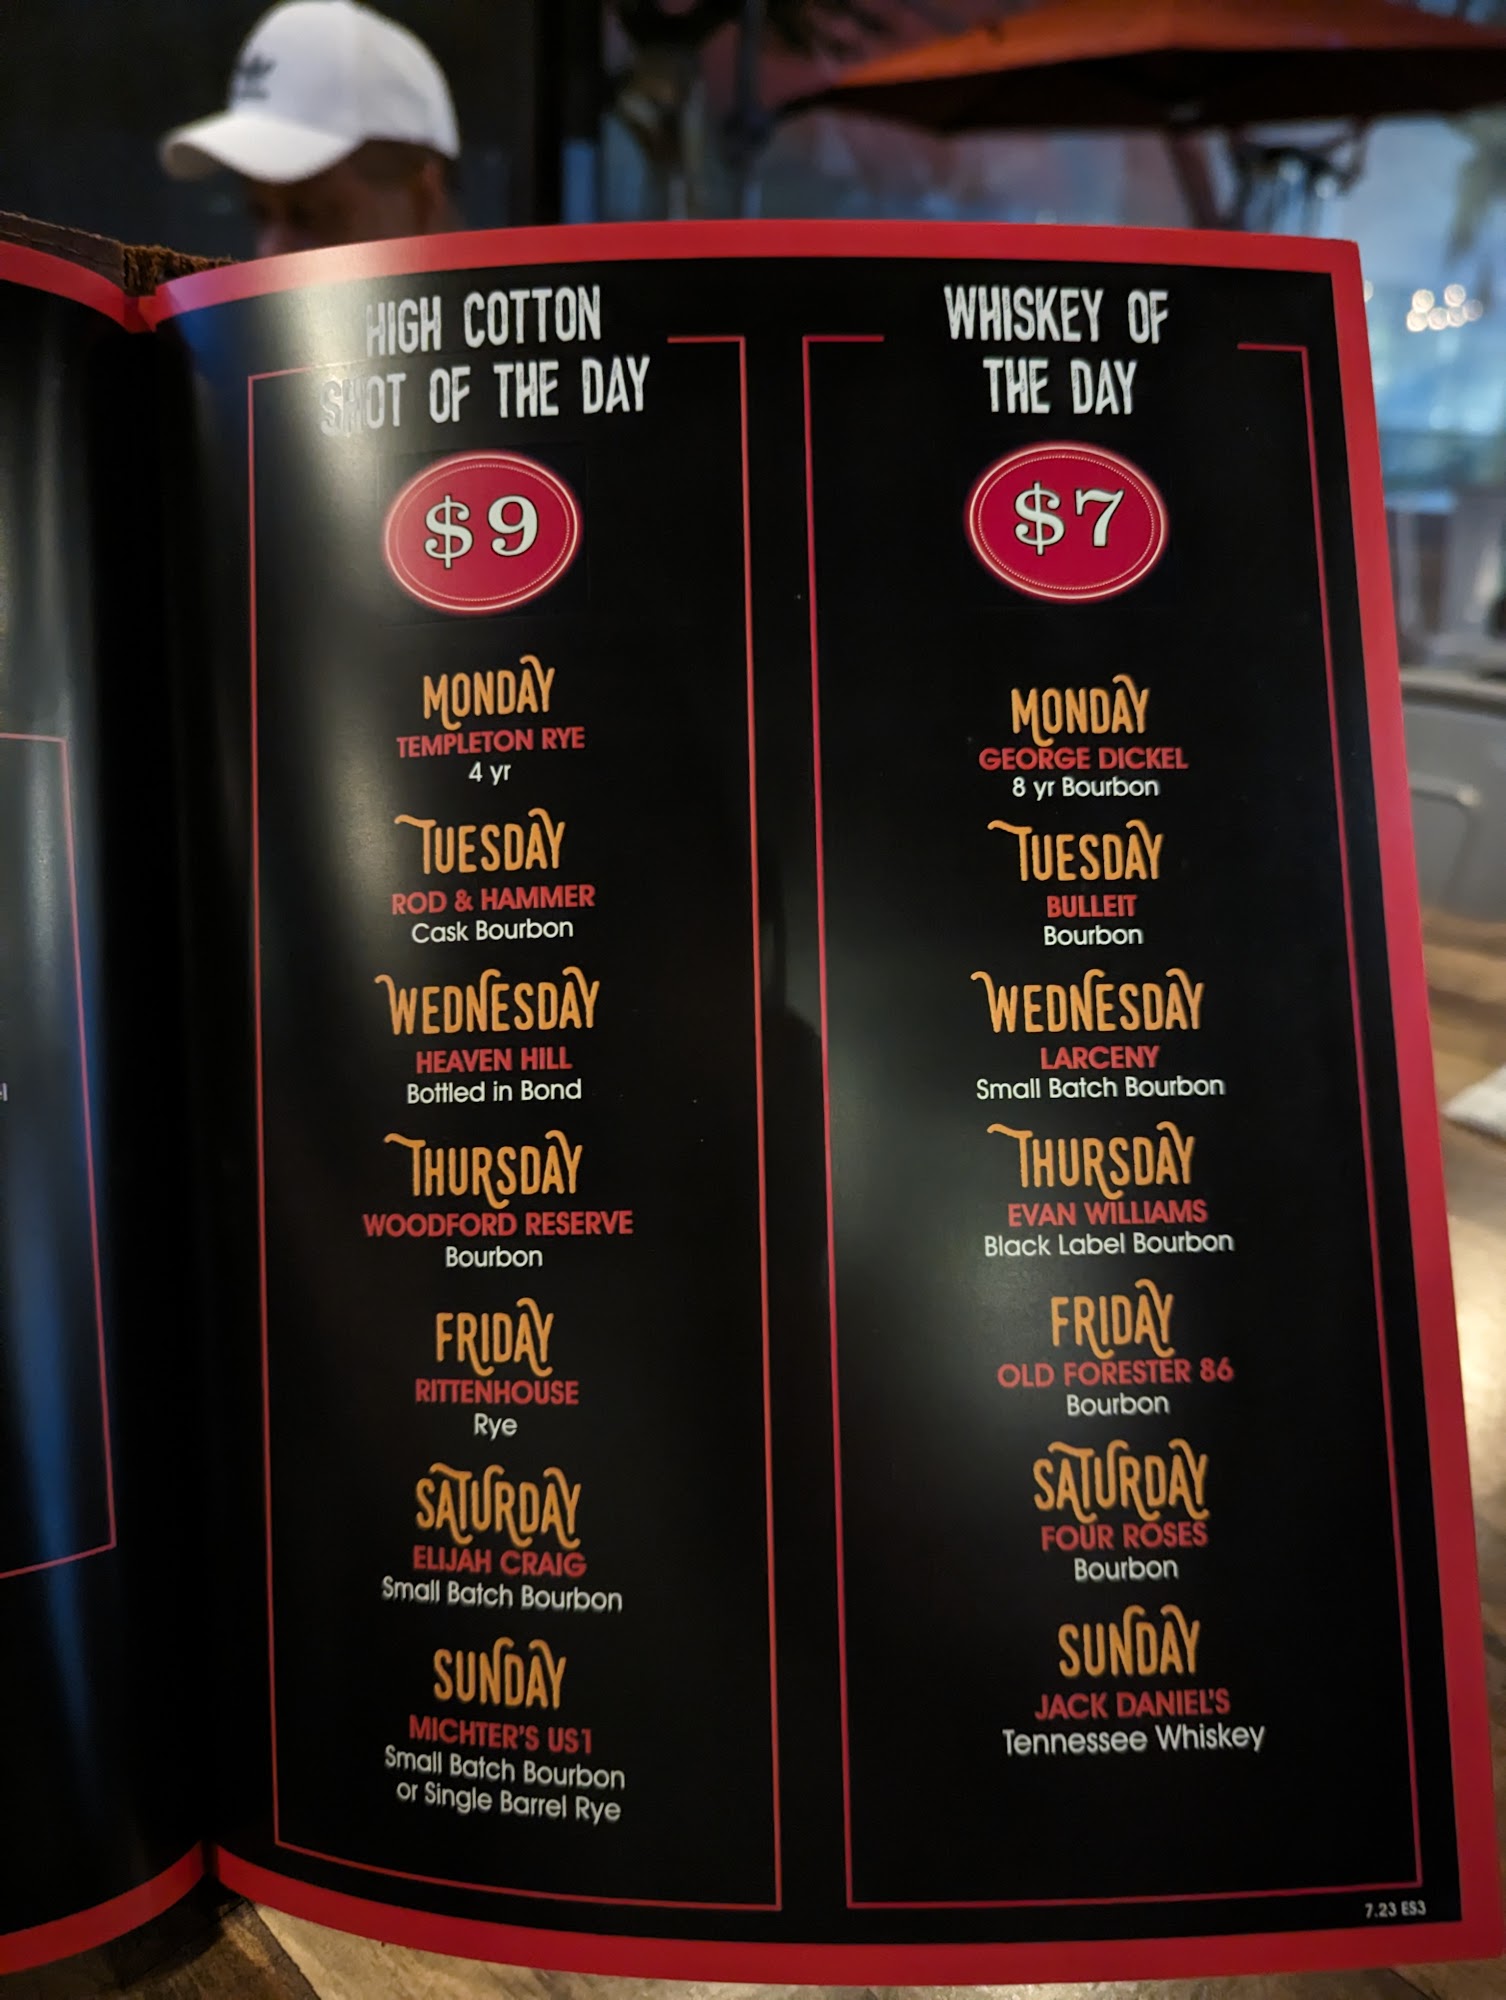 HIGH COTTON
SHOT OF THE DAY
$9
MONDAY
TEMPLETON RYE
4 yr
TUESDAY
ROD & HAMMER
Cask Bourbon
WEDNESDAY
HEAVEN HILL
Bottled in Bond
THURSDAY
WOODFORD RESERVE
Bourbon
FRIDAY
RITTENHOUSE
Rye
SATURDAY
ELIJAH CRAIG
Small Batch Bourbon
SUNDAY
MICHTER'S US1
Small Batch Bourbon
or Single Barrel Rye
WHISKEY OF
THE DAY
$7
MONDAY
GEORGE DICKEL
8 yr Bourbon
TUESDAY
BULLEIT
Bourbon
WEDNESDAY
LARCENY
Small Batch Bourbon
THURSDAY
EVAN WILLIAMS
Black Label Bourbon
FRIDAY
OLD FORESTER 86
Bourbon
SATURDAY
FOUR ROSES
Bourbon
SUNDAY
JACK DANIEL'S
Tennessee Whiskey
7.23 ES3